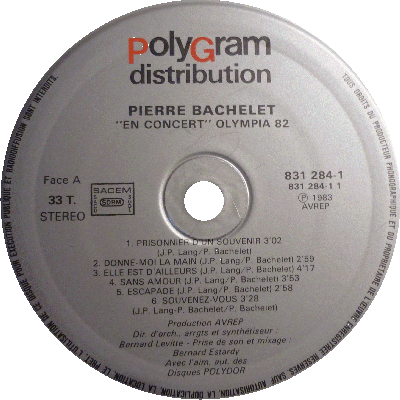 PolyGram
distribution
PIERRE BACHELET
"EN CONCERT" OLYMPIA 82
Face A
33 T.
STEREO
SACEM
SDRM
831 284-1
831 284-1 1
Ⓟ 1983
AVREP
1. PRISONNIER D'UN SOUVENIR 3'02
(J.P. Lang/P. Bachelet)
2. DONNE-MOI LA MAIN (J.P. Lang/P. Bachelet) 2'59
3. ELLE EST D'AILLEURS (J.P. Lang/P. Bachelet) 4'17
4. SANS AMOUR (J.P. Lang/P. Bachelet) 3'53
5. ESCAPADE (J.P. Lang/P. Bachelet) 2'58
6. SOUVENEZ-VOUS 3'28
(J.P. Lang/P. Bachelet/P. Bachelet)
Production AVREP
Dir. d'orch., arrgts et synthétiseur :
Bernard Levitte - Prise de son et mixage :
Bernard Estardy
Avec l'aim. aut. des
Disques POLYDOR
TOUS DROITS DU PRODUCTEUR PHONOGRAPHIQUE ET DU PROPRIETAIRE DE L'ŒUVRE ENREGISTREE RESERVES. SAUF AUTORISATION, LA DUPLICATION, LA LOCATION, LE PRET, L'UTILISATION DE CE DISQUE POUR EXECUTION PUBLIQUE ET RADIODIFFUSION SONT INTERDITS.